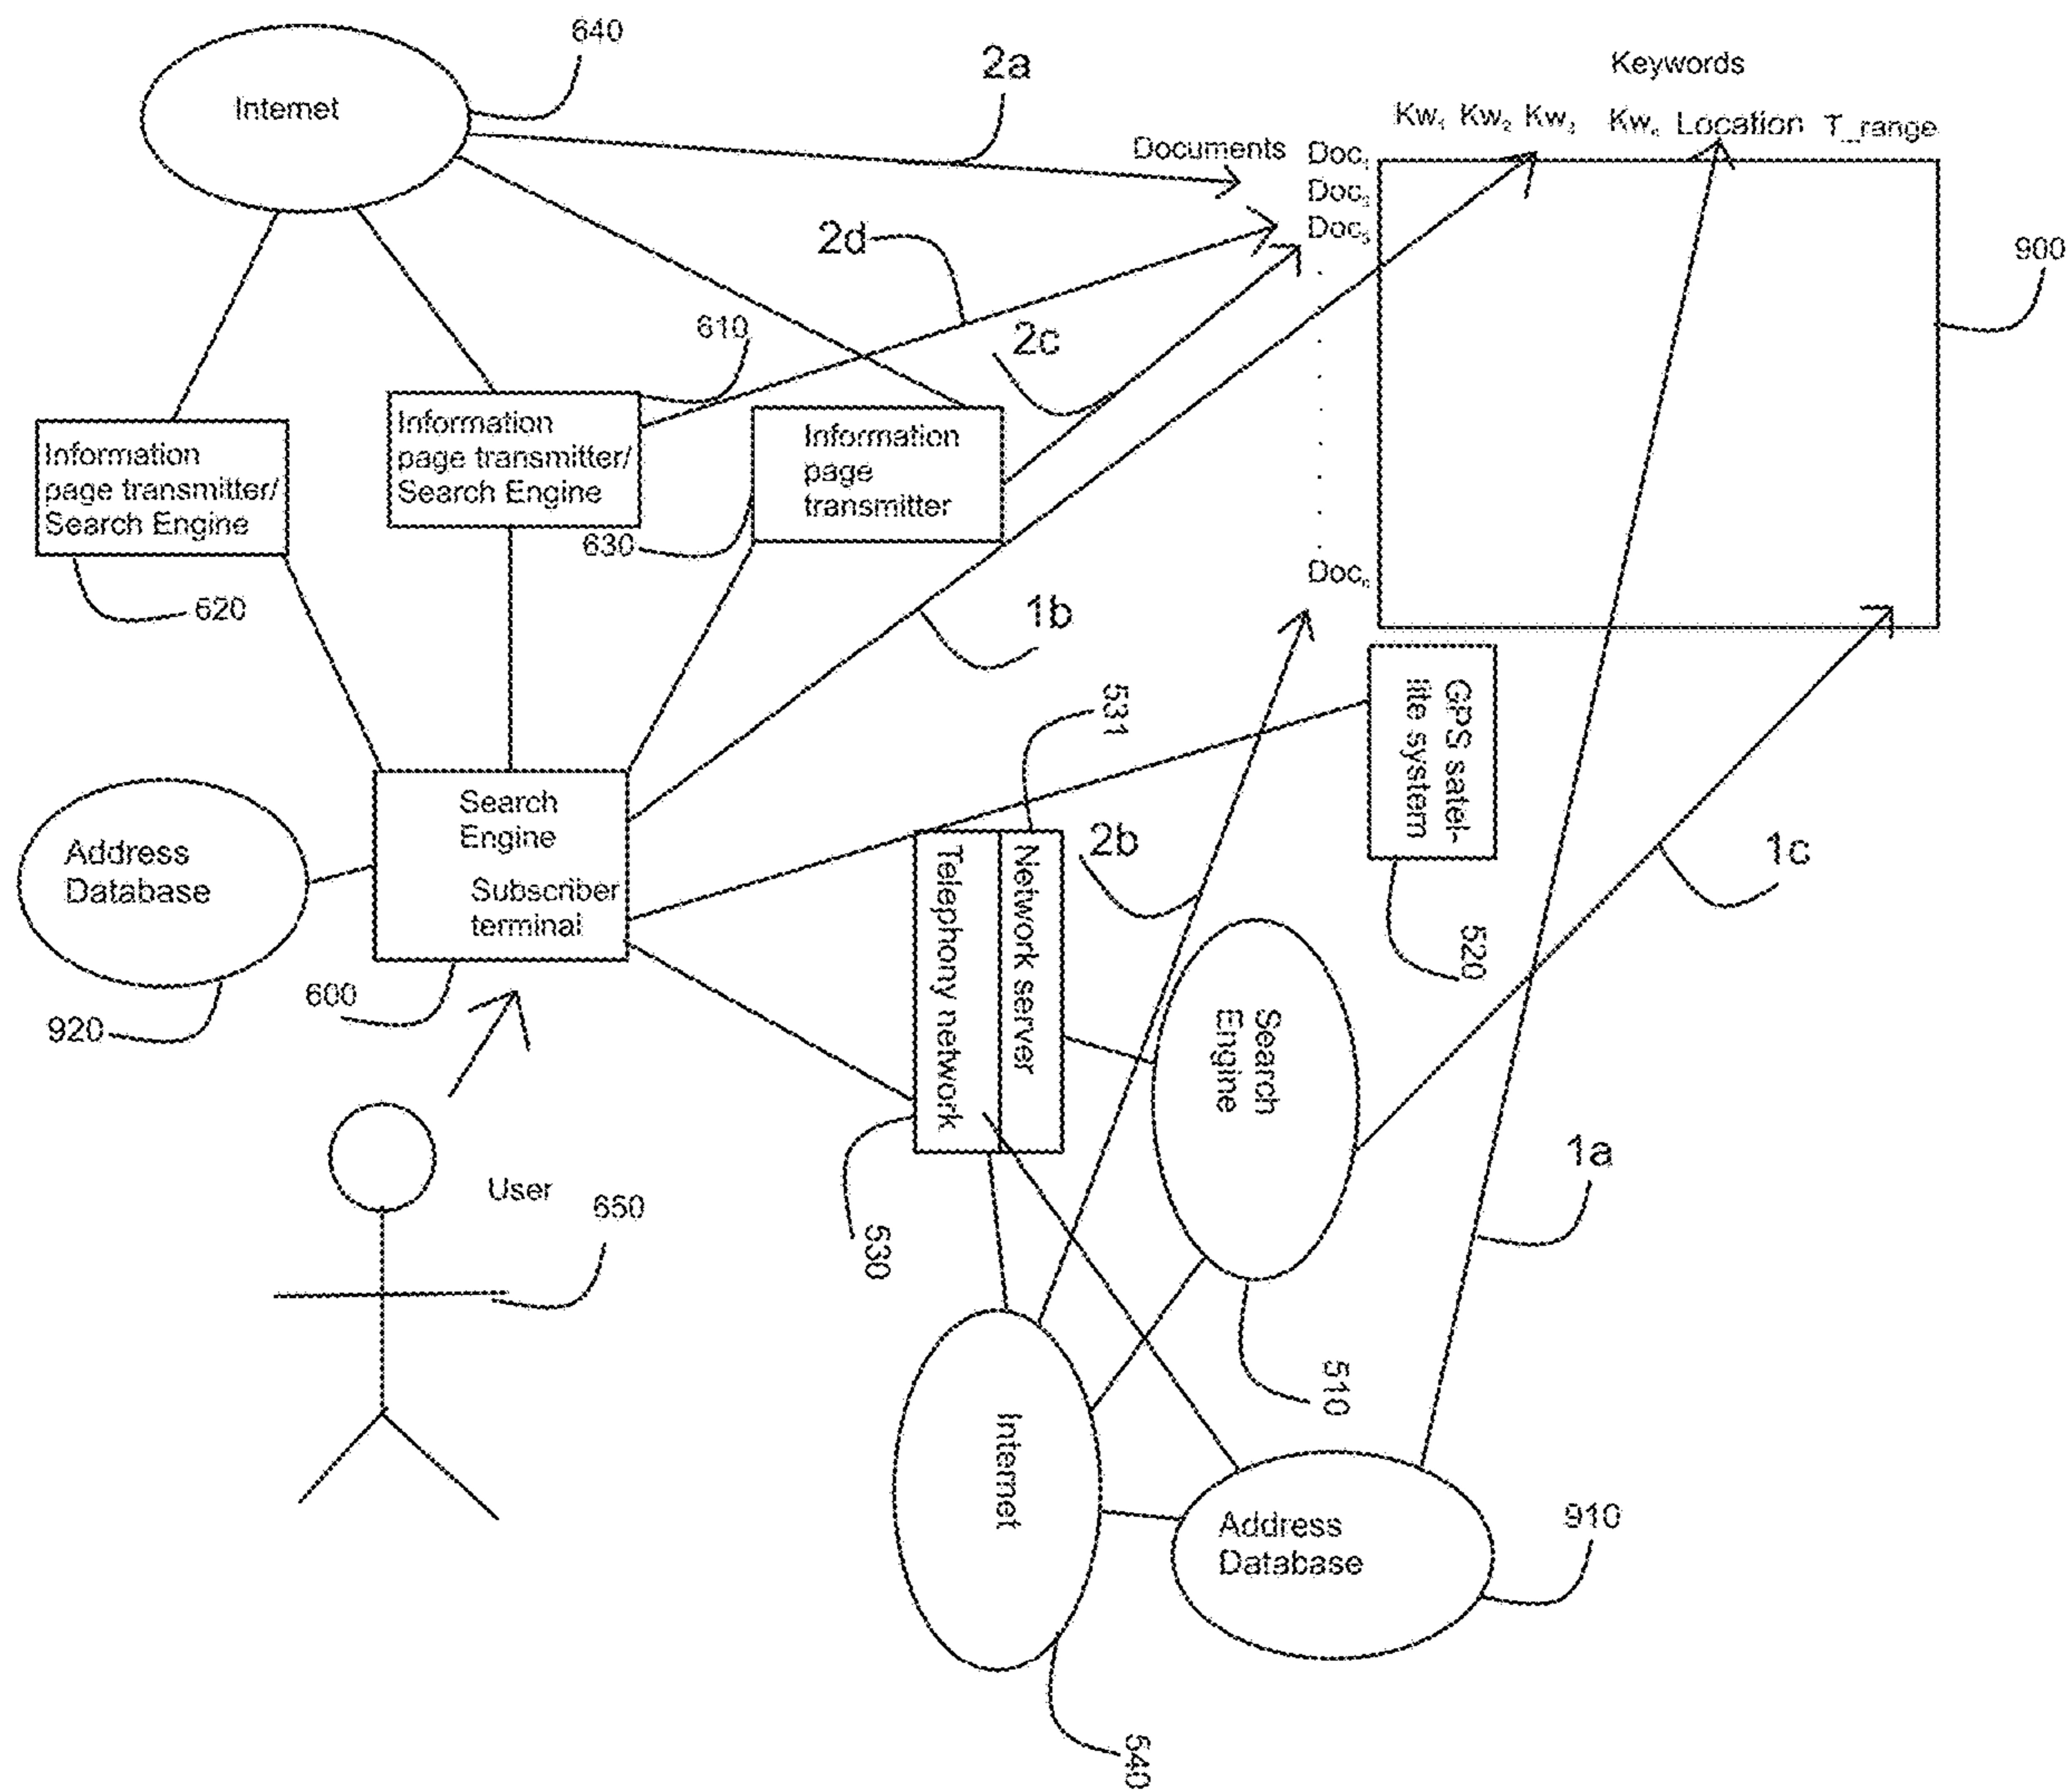 640
Internet
2a
Keywords
Kw₁ Kw₂ Kw₃ Kwₙ Location T_range
Documents Doc₁
Doc₂
Doc₃
Docₙ
900
2d
2c
610
Information
page transmitter/
Search Engine
620
Information
page transmitter/
Search Engine
630
Information
page
transmitter
1b
531
GPS satel-
lite system
520
1c
2b
Address
Database
920
Search
Engine
Subscriber
terminal
600
Network server
Telephony network
530
Search
Engine
510
1a
User
650
Internet
540
Address
Database
910